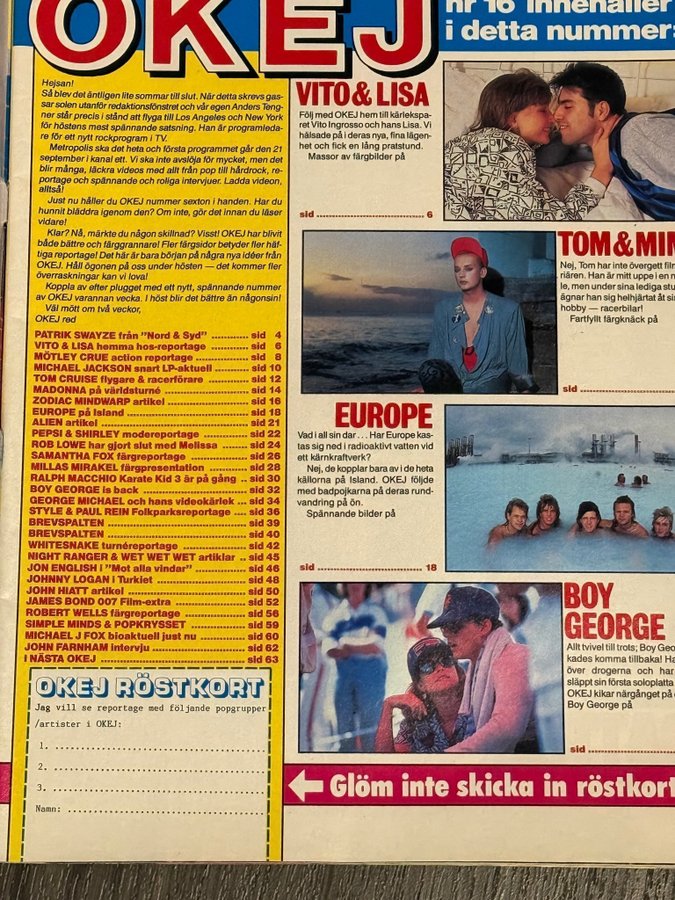 OKEJ
nr 16 innehåller
i detta nummer:
Hejsan!
Så blev det äntligen lite sommar till slut. När detta skrevs gas-
sar solen utanför redaktionsfönstret och vår egen Anders Teng-
ner står precis i stånd att flyga till Los Angeles och New York
för höstens mest spännande satsning. Han är programleda-
re för ett nytt rockprogram i TV.
Metropolis ska det heta och första programmet går den 21
september i kanal ett. Vi ska inte avslöja för mycket, men det
blir många, läckra videos med allt från pop till hårdrock, re-
portage och spännande och roliga intervjuer. Ladda videon,
alltså!
Just nu håller du OKEJ nummer sexton i handen. Har du
hunnit bläddra igenom den? Om inte, gör det innan du läser
vidare!
Klar? Nå, märkte du någon skillnad? Visst! OKEJ har blivit
både bättre och färggrannare! Fler färgsidor betyder fler häf-
tiga reportage! Det här är bara början på några nya idéer från
OKEJ. Håll ögonen på oss under hösten — det kommer fler
överraskningar kan vi lova!
Koppla av efter plugget med ett nytt, spännande nummer
av OKEJ varannan vecka. I höst blir det bättre än någonsin!
Väl mött om två veckor,
OKEJ red
PATRIK SWAYZE från "Nord & Syd" ............... sid 4
VITO & LISA hemma hos-reportage ............... sid 6
MÖTLEY CRUE action reportage ............... sid 8
MICHAEL JACKSON snart LP-aktuell ............... sid 10
TOM CRUISE flygare & racerförare ............... sid 12
MADONNA på världsturné ............... sid 14
ZODIAC MINDWARP artikel ............... sid 16
EUROPE på Island ............... sid 18
ALIEN artikel ............... sid 21
PEPSI & SHIRLEY modereportage ............... sid 22
ROB LOWE har gjort slut med Melissa ... sid 24
SAMANTHA FOX färgreportage ............... sid 26
MILLAS MIRAKEL färgpresentation ............... sid 28
RALPH MACCHIO Karate Kid 3 är på gång .. sid 30
BOY GEORGE is back ............... sid 32
GEORGE MICHAEL och hans videokärlek .... sid 34
STYLE & PAUL REIN Folkparksreportage .... sid 36
BREVSPALTEN ............... sid 39
BREVSPALTEN ............... sid 40
WHITESNAKE turnéreportage ............... sid 42
NIGHT RANGER & WET WET WET artiklar .. sid 45
JON ENGLISH i "Mot alla vindar" ............... sid 46
JOHNNY LOGAN i Turkiet ............... sid 48
JOHN HIATT artikel ............... sid 50
JAMES BOND 007 Film-extra ............... sid 52
ROBERT WELLS färgreportage ............... sid 56
SIMPLE MINDS & POPKRYSSET ............... sid 59
MICHAEL J FOX bioaktuell just nu ............... sid 60
JOHN FARNHAM intervju ............... sid 62
I NÄSTA OKEJ ............... sid 63
OKEJ RÖSTKORT
Jag vill se reportage med följande popgrupper
/artister i OKEJ:
1. ...............
2. ...............
3. ...............
Namn: ...............
VITO & LISA
Följ med OKEJ hem till kärlekspa-
ret Vito Ingrosso och hans Lisa. Vi
hälsade på i deras nya, fina lägen-
het och fick en lång pratstund.
Massor av färgbilder på
sid ............... 6
TOM & MIM
Nej, Tom har inte övergett film
riären. Han är mitt uppe i en n
le, men under sina lediga stu
ägnar han sig helhjärtat åt si
hobby — racerbilar!
Fartfyllt färgknäck på
sid ...............
EUROPE
Vad i all sin dar . . . Har Europe kas-
tas sig ned i radioaktivt vatten vid
ett kärnkraftverk?
Nej, de kopplar bara av i de heta
källorna på Island. OKEJ följde
med badpojkarna på deras rund-
vandring på ön.
Spännande bilder på
sid ............... 18
BOY
GEORGE
Allt tvivel till trots; Boy Geo
kades komma tillbaka! Ha
över drogerna och har
släppt sin första soloplatta
OKEJ kikar närgånget på
Boy George på
sid ...............
Glöm inte skicka in röstkort